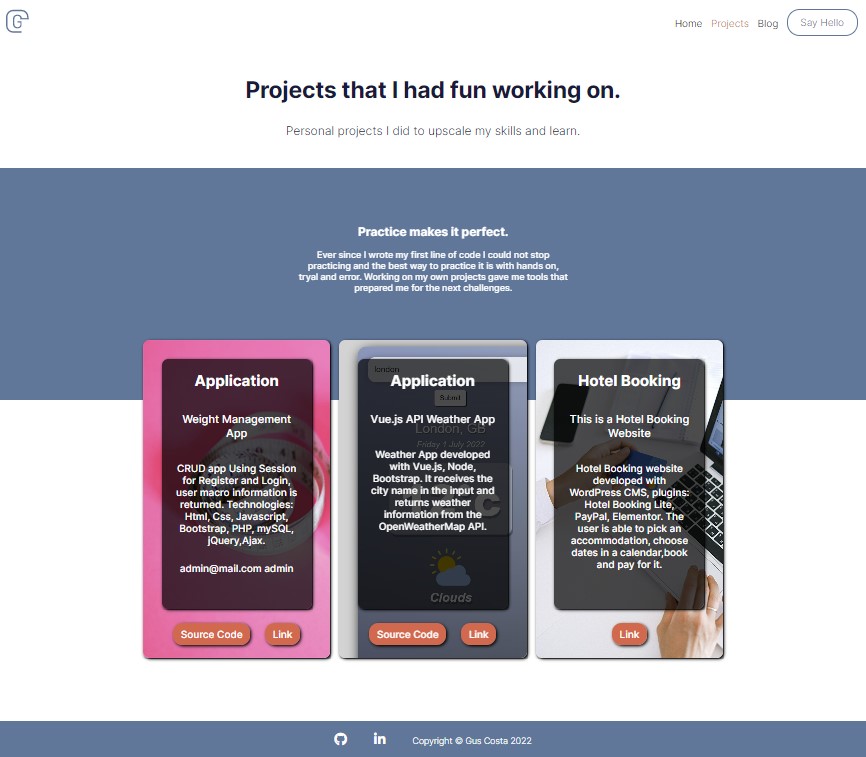 G
Home Projects Blog Say Hello
Projects that I had fun working on.
Personal projects I did to upscale my skills and learn.
Practice makes it perfect.
Ever since I wrote my first line of code I could not stop
practicing and the best way to practice it is with hands on,
tryal and error. Working on my own projects gave me tools that
prepared me for the next challenges.
Application
Weight Management
App
CRUD app Using Session
for Register and Login,
user macro information is
returned. Technologies:
Html, Css, Javascript,
Bootstrap, PHP, mySQL,
jQuery,Ajax.
admin@mail.com admin
Source Code Link
london
Application
Submit
Vue.js API Weather App
London, GB
Friday 1 July 2022
Weather App developed
with Vue.js, Node,
Bootstrap. It receives the
city name in the input and
returns weather
information from the
OpenWeatherMap API.
Clouds
Source Code Link
Hotel Booking
This is a Hotel Booking
Website
Hotel Booking website
developed with
WordPress CMS, plugins:
Hotel Booking Lite,
PayPal, Elementor. The
user is able to pick an
accommodation, choose
dates in a calendar,book
and pay for it.
Link
in Copyright © Gus Costa 2022